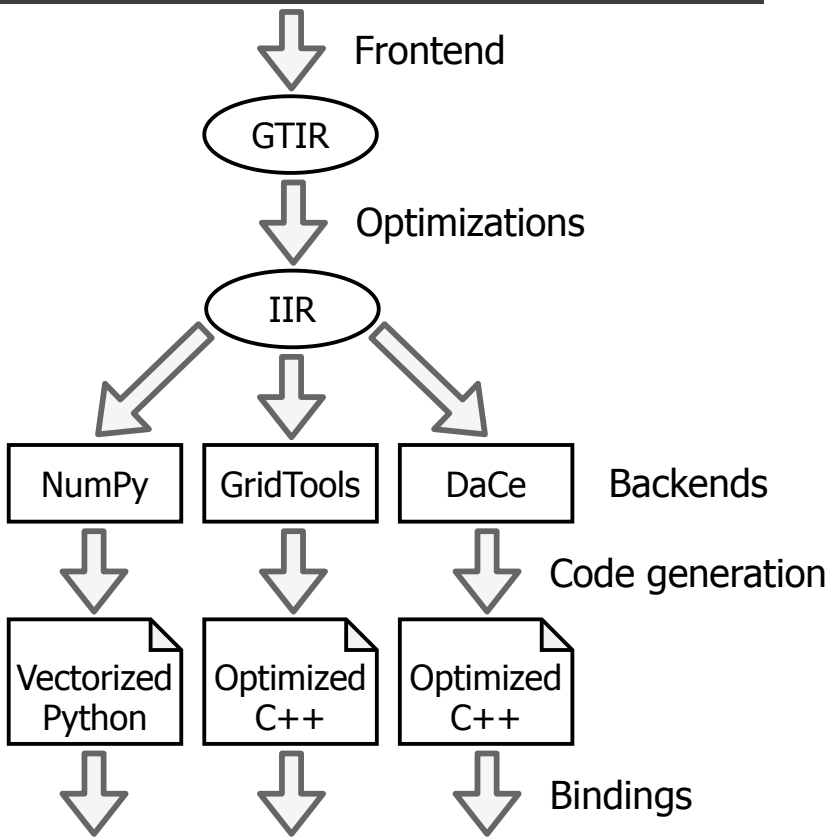 Frontend
GTIR
Optimizations
IIR
NumPy
GridTools
DaCe
Backends
Code generation
Vectorized
Python
Optimized
C++
Optimized
C++
Bindings